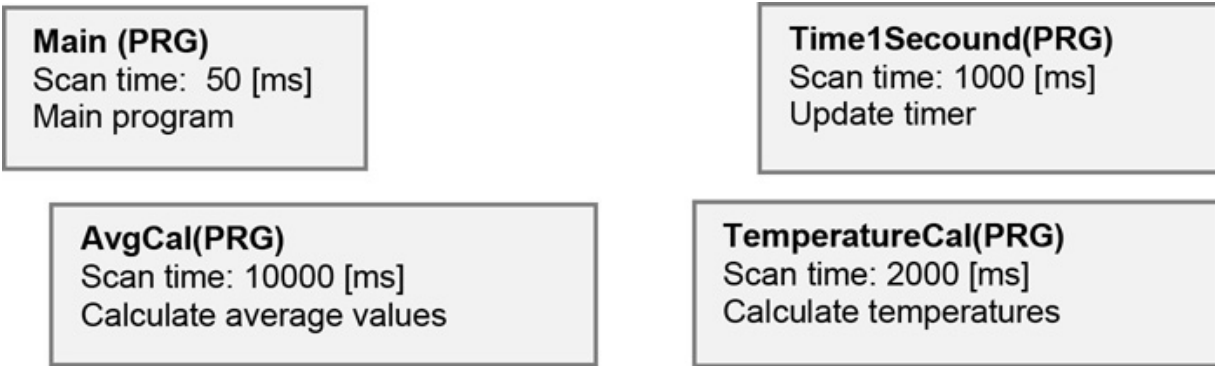 Main (PRG)
Scan time:  50 [ms]
Main program
Time1Secound(PRG)
Scan time: 1000 [ms]
Update timer
AvgCal(PRG)
Scan time: 10000 [ms]
Calculate average values
TemperatureCal(PRG)
Scan time: 2000 [ms]
Calculate temperatures